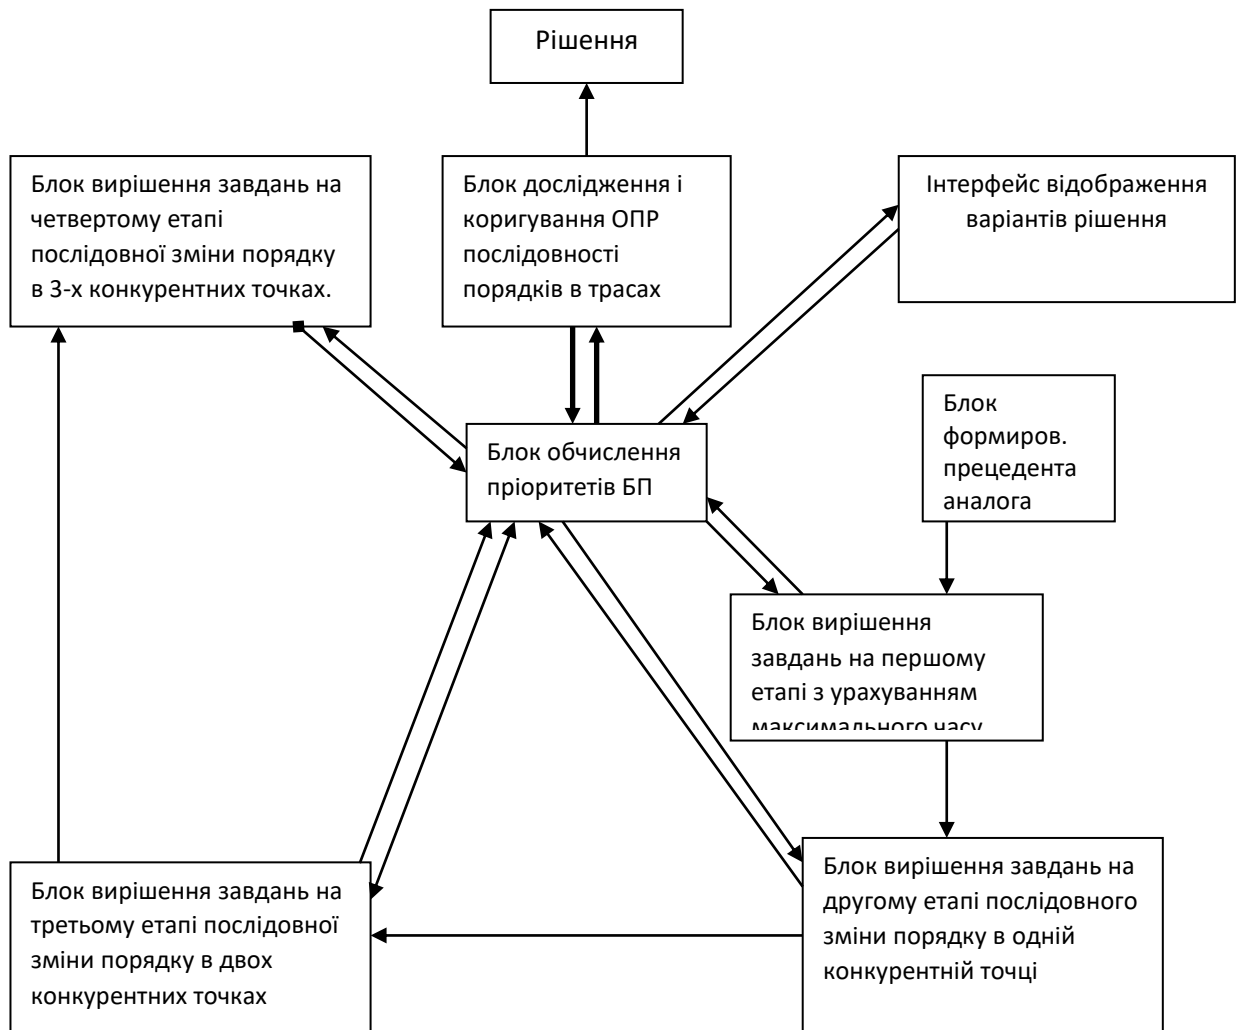 Рішення
Блок вирішення завдань на
четвертому етапі
послідовної зміни порядку
в 3-х конкурентних точках.
Блок дослідження і
коригування ОПР
послідовності
порядків в трасах
Інтерфейс відображення
варіантів рішення
Блок
формиров.
прецедента
аналога
Блок обчислення
пріоритетів БП
Блок вирішення
завдань на першому
етапі з урахуванням
максимального часу
Блок вирішення завдань на
третьому етапі послідовної
зміни порядку в двох
конкурентних точках
Блок вирішення завдань на
другому етапі послідовного
зміни порядку в одній
конкурентній точці